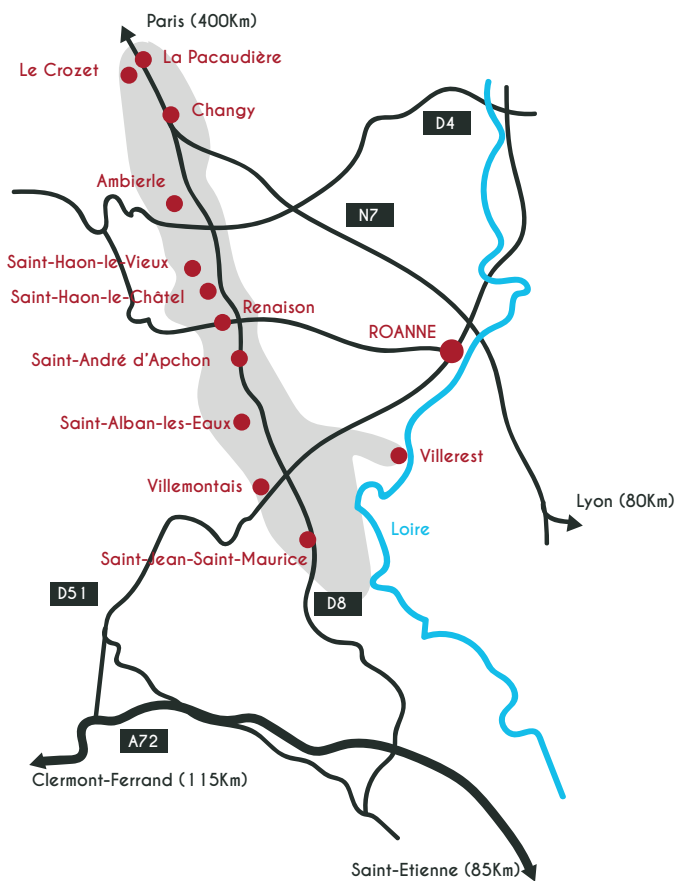 Paris (400Km)
La Pacaudière
Le Crozet
Changy
D4
Ambierle
N7
Saint-Haon-le-Vieux
Saint-Haon-le-Châtel
Renaison
ROANNE
Saint-André d'Apchon
Saint-Alban-les-Eaux
Villerest
Villemontais
Lyon (80Km)
Loire
Saint-Jean-Saint-Maurice
D51
D8
A72
Clermont-Ferrand (115Km)
Saint-Etienne (85Km)